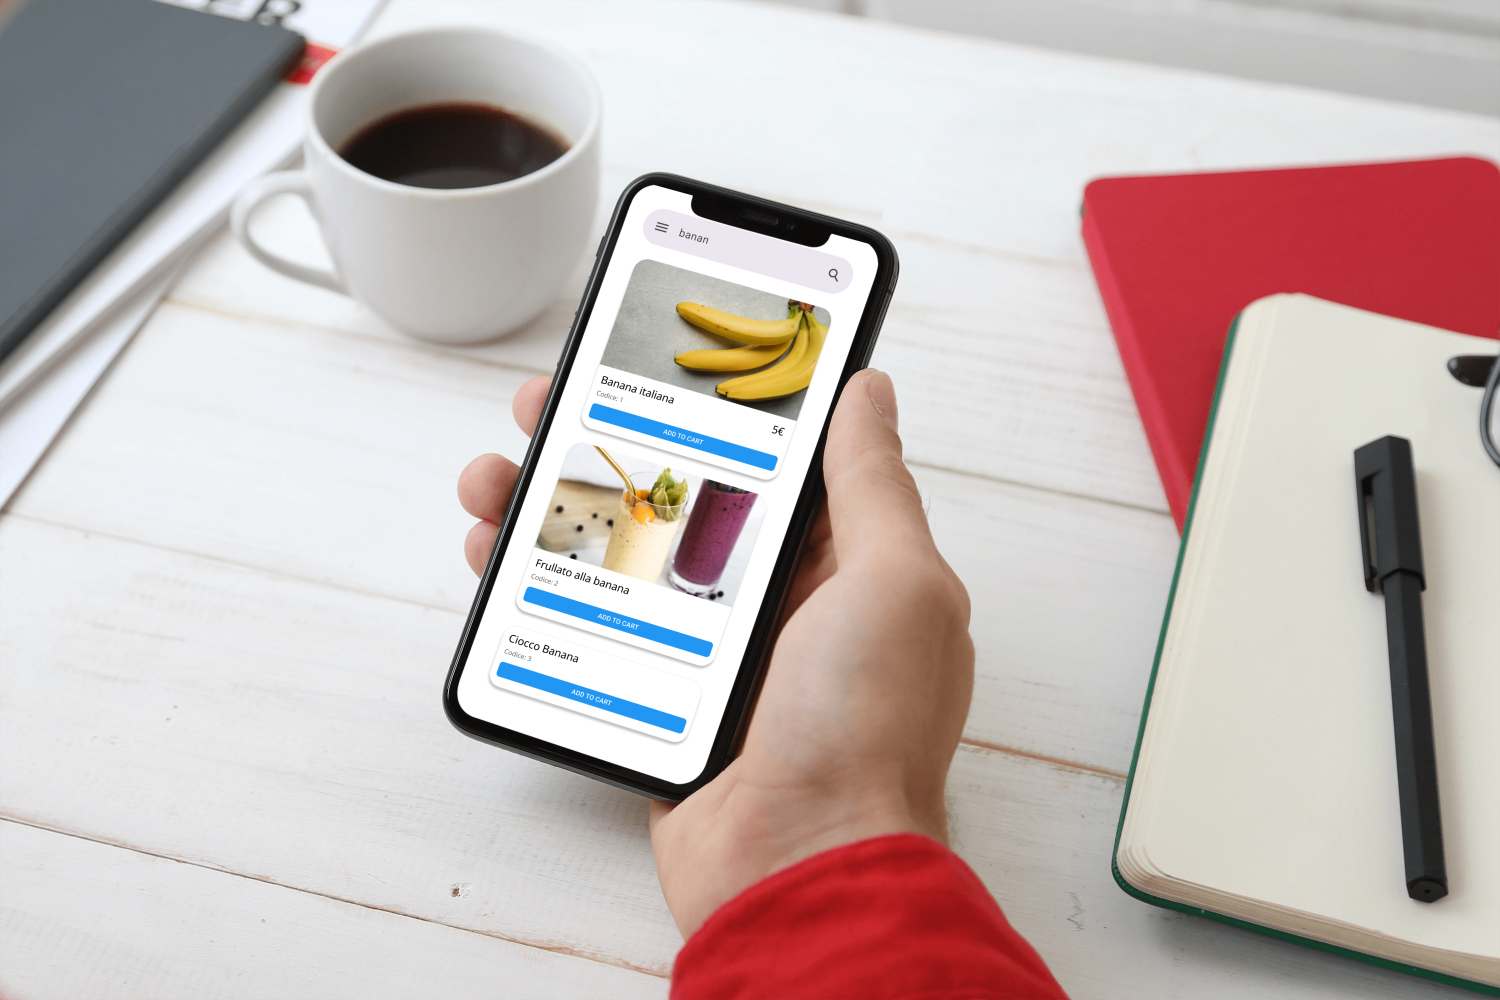 banan
Banana italiana
Codice: 1
5€
ADD TO CART
Frullato alla banana
Codice: 2
ADD TO CART
Ciocco Banana
Codice: 3
ADD TO CART